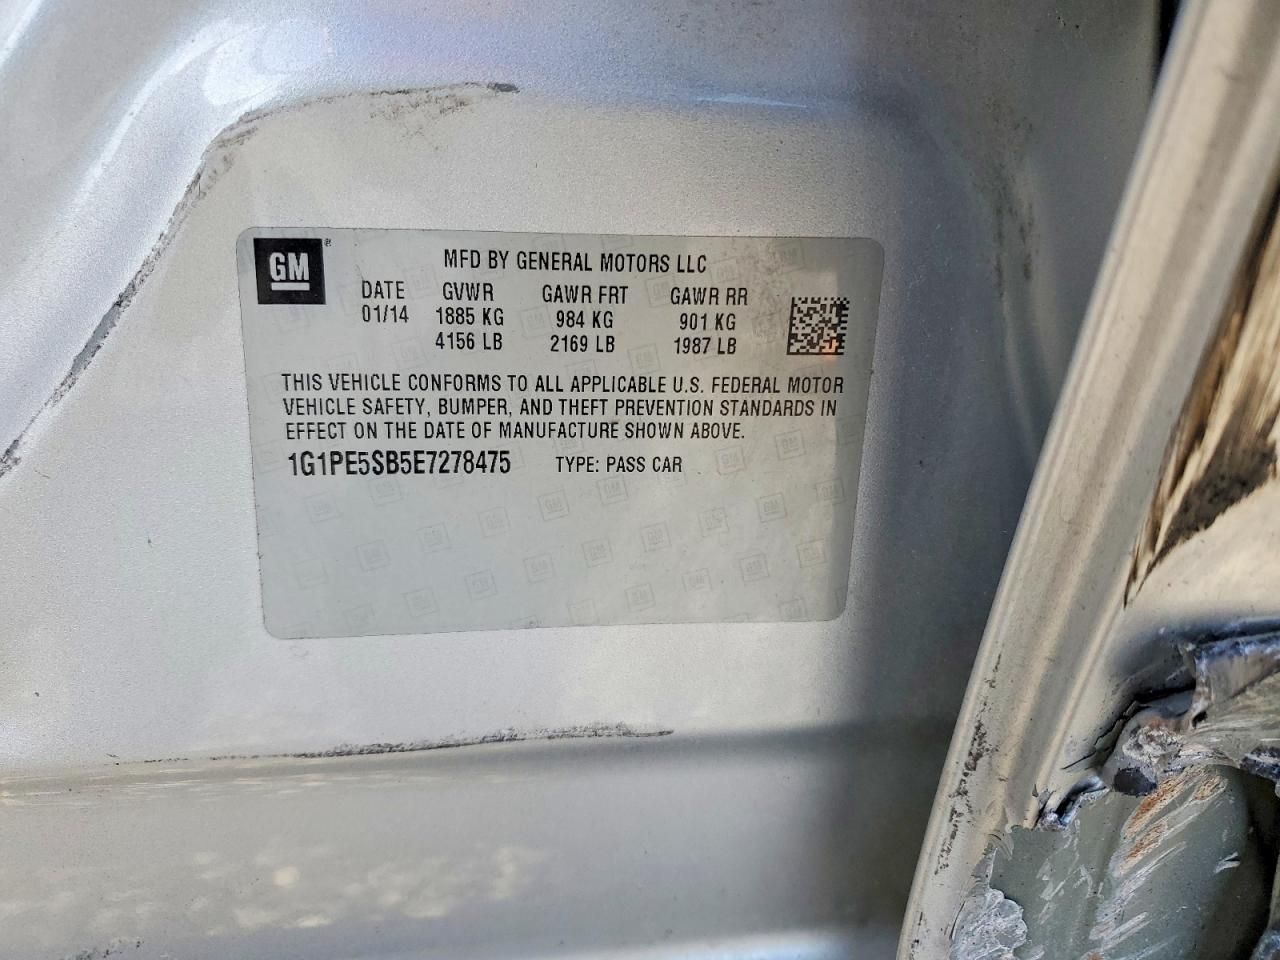 GM ®
MFD BY GENERAL MOTORS LLC
DATE GVWR GAWR FRT GAWR RR
01/14 1885 KG 984 KG 901 KG
4156 LB 2169 LB 1987 LB
THIS VEHICLE CONFORMS TO ALL APPLICABLE U.S. FEDERAL MOTOR
VEHICLE SAFETY, BUMPER, AND THEFT PREVENTION STANDARDS IN
EFFECT ON THE DATE OF MANUFACTURE SHOWN ABOVE.
1G1PE5SB5E7278475 TYPE: PASS CAR